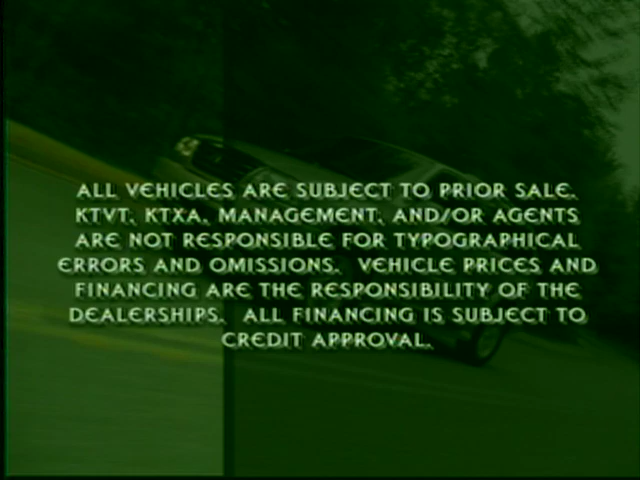 ALL VEHICLES ARE SUBJECT TO PRIOR SALE.
KTVT, KTXA, MANAGEMENT, AND/OR AGENTS
ARE NOT RESPONSIBLE FOR TYPOGRAPHICAL
ERRORS AND OMISSIONS. VEHICLE PRICES AND
FINANCING ARE THE RESPONSIBILITY OF THE
DEALERSHIPS. ALL FINANCING IS SUBJECT TO
CREDIT APPROVAL.